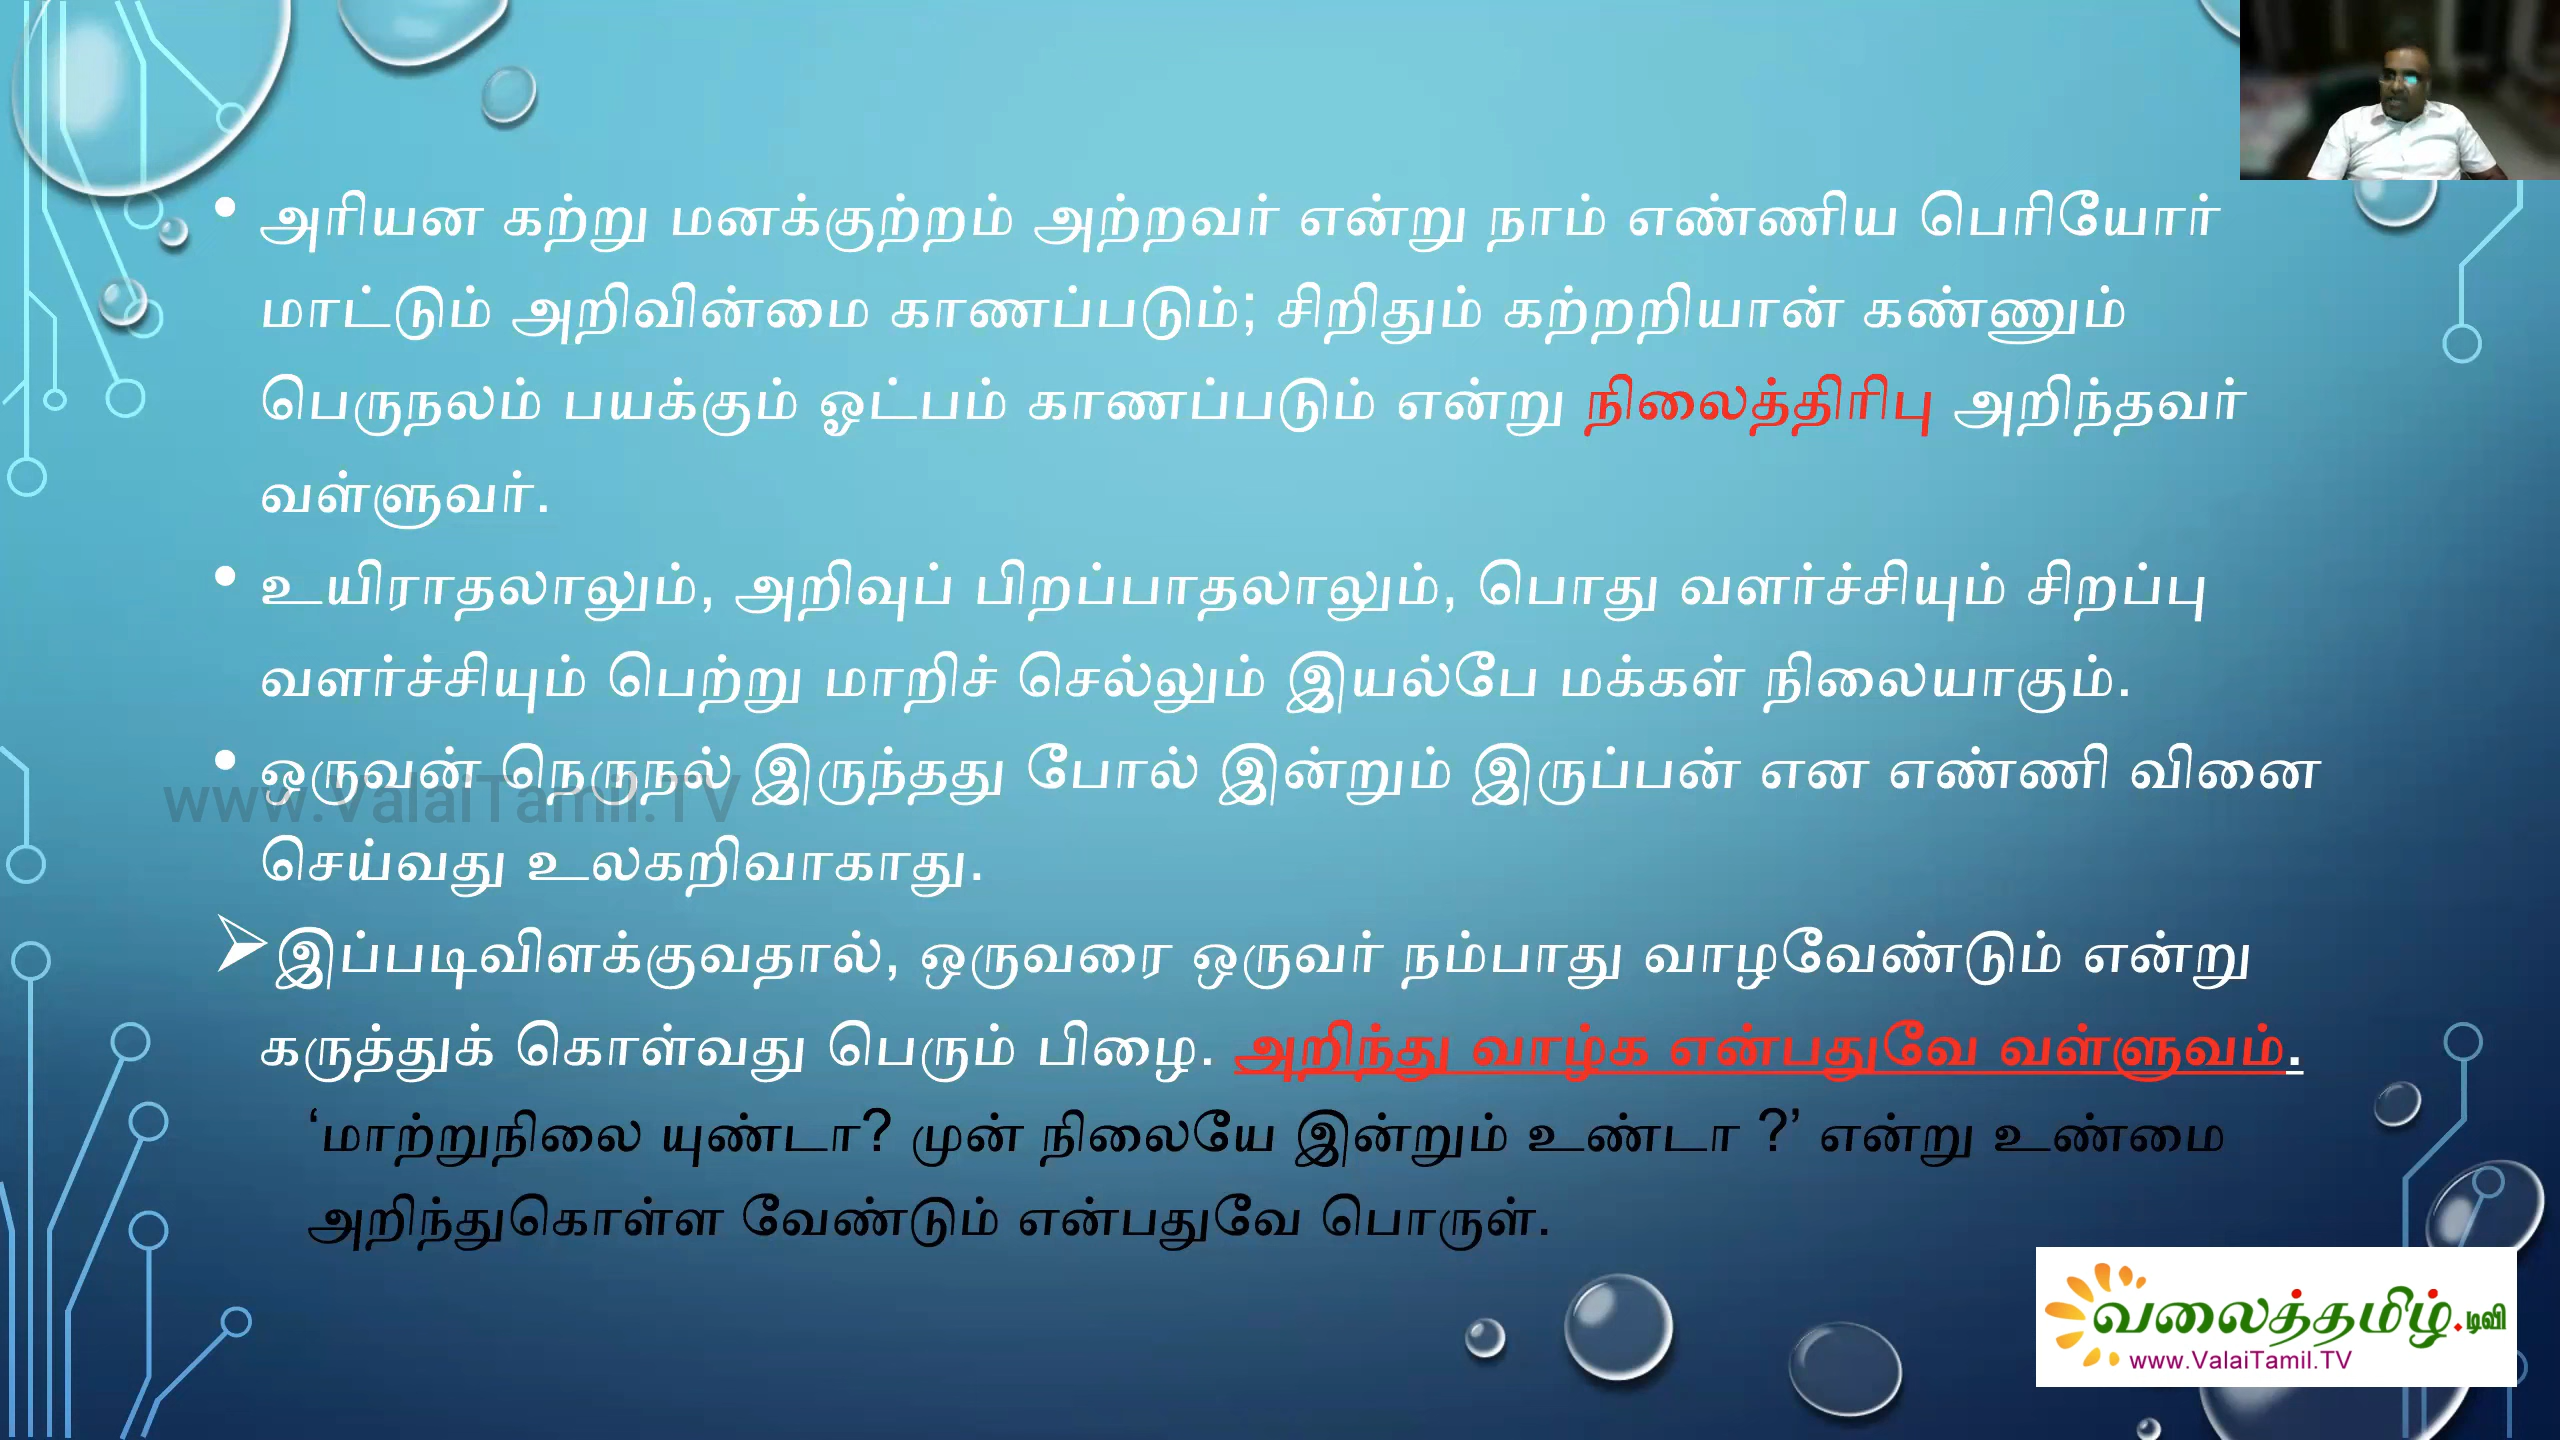 • அரியன கற்று மனக்குற்றம் அற்றவர் என்று நாம் எண்ணிய பெரியோர்
மாட்டும் அறிவின்மை காணப்படும்; சிறிதும் கற்றறியான் கண்ணும்
பெருநலம் பயக்கும் ஓட்பம் காணப்படும் என்று நிலைத்திரிபு அறிந்தவர்
வள்ளுவர்.
• உயிராதலாலும், அறிவுப் பிறப்பாதலாலும், பொது வளர்ச்சியும் சிறப்பு
வளர்ச்சியும் பெற்று மாறிச் செல்லும் இயல்பே மக்கள் நிலையாகும்.
• ஒருவன் நெருநல் இருந்தது போல் இன்றும் இருப்பன் என எண்ணி வினை
www.ValaiTamil.TV
செய்வது உலகறிவாகாது.
➢இப்படிவிளக்குவதால், ஒருவரை ஒருவர் நம்பாது வாழவேண்டும் என்று
கருத்துக் கொள்வது பெரும் பிழை. அறிந்து வாழ்க என்பதுவே வள்ளுவம்.
‘மாற்றுநிலை யுண்டா? முன் நிலையே இன்றும் உண்டா ?’ என்று உண்மை
அறிந்துகொள்ள வேண்டும் என்பதுவே பொருள்.
வலைத்தமிழ்.டிவி
www.ValaiTamil.TV